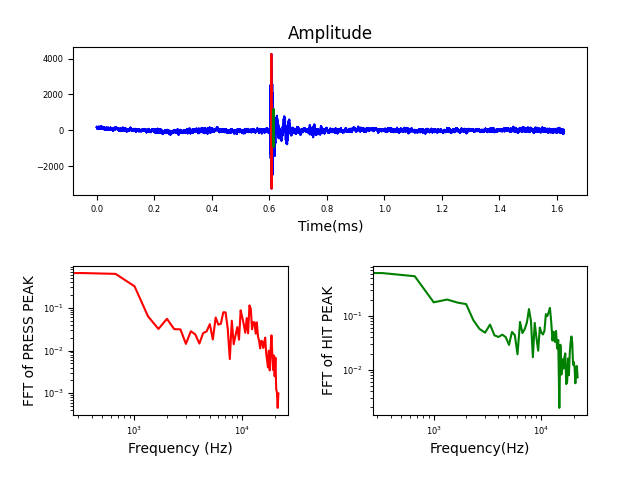 Amplitude
4000
2000
0
−2000
0.0 0.2 0.4 0.6 0.8 1.0 1.2 1.4 1.6
Time(ms)
FFT of PRESS PEAK
10⁻¹
10⁻²
10⁻³
10³ 10⁴
Frequency (Hz)
FFT of HIT PEAK
10⁻¹
10⁻²
10³ 10⁴
Frequency(Hz)